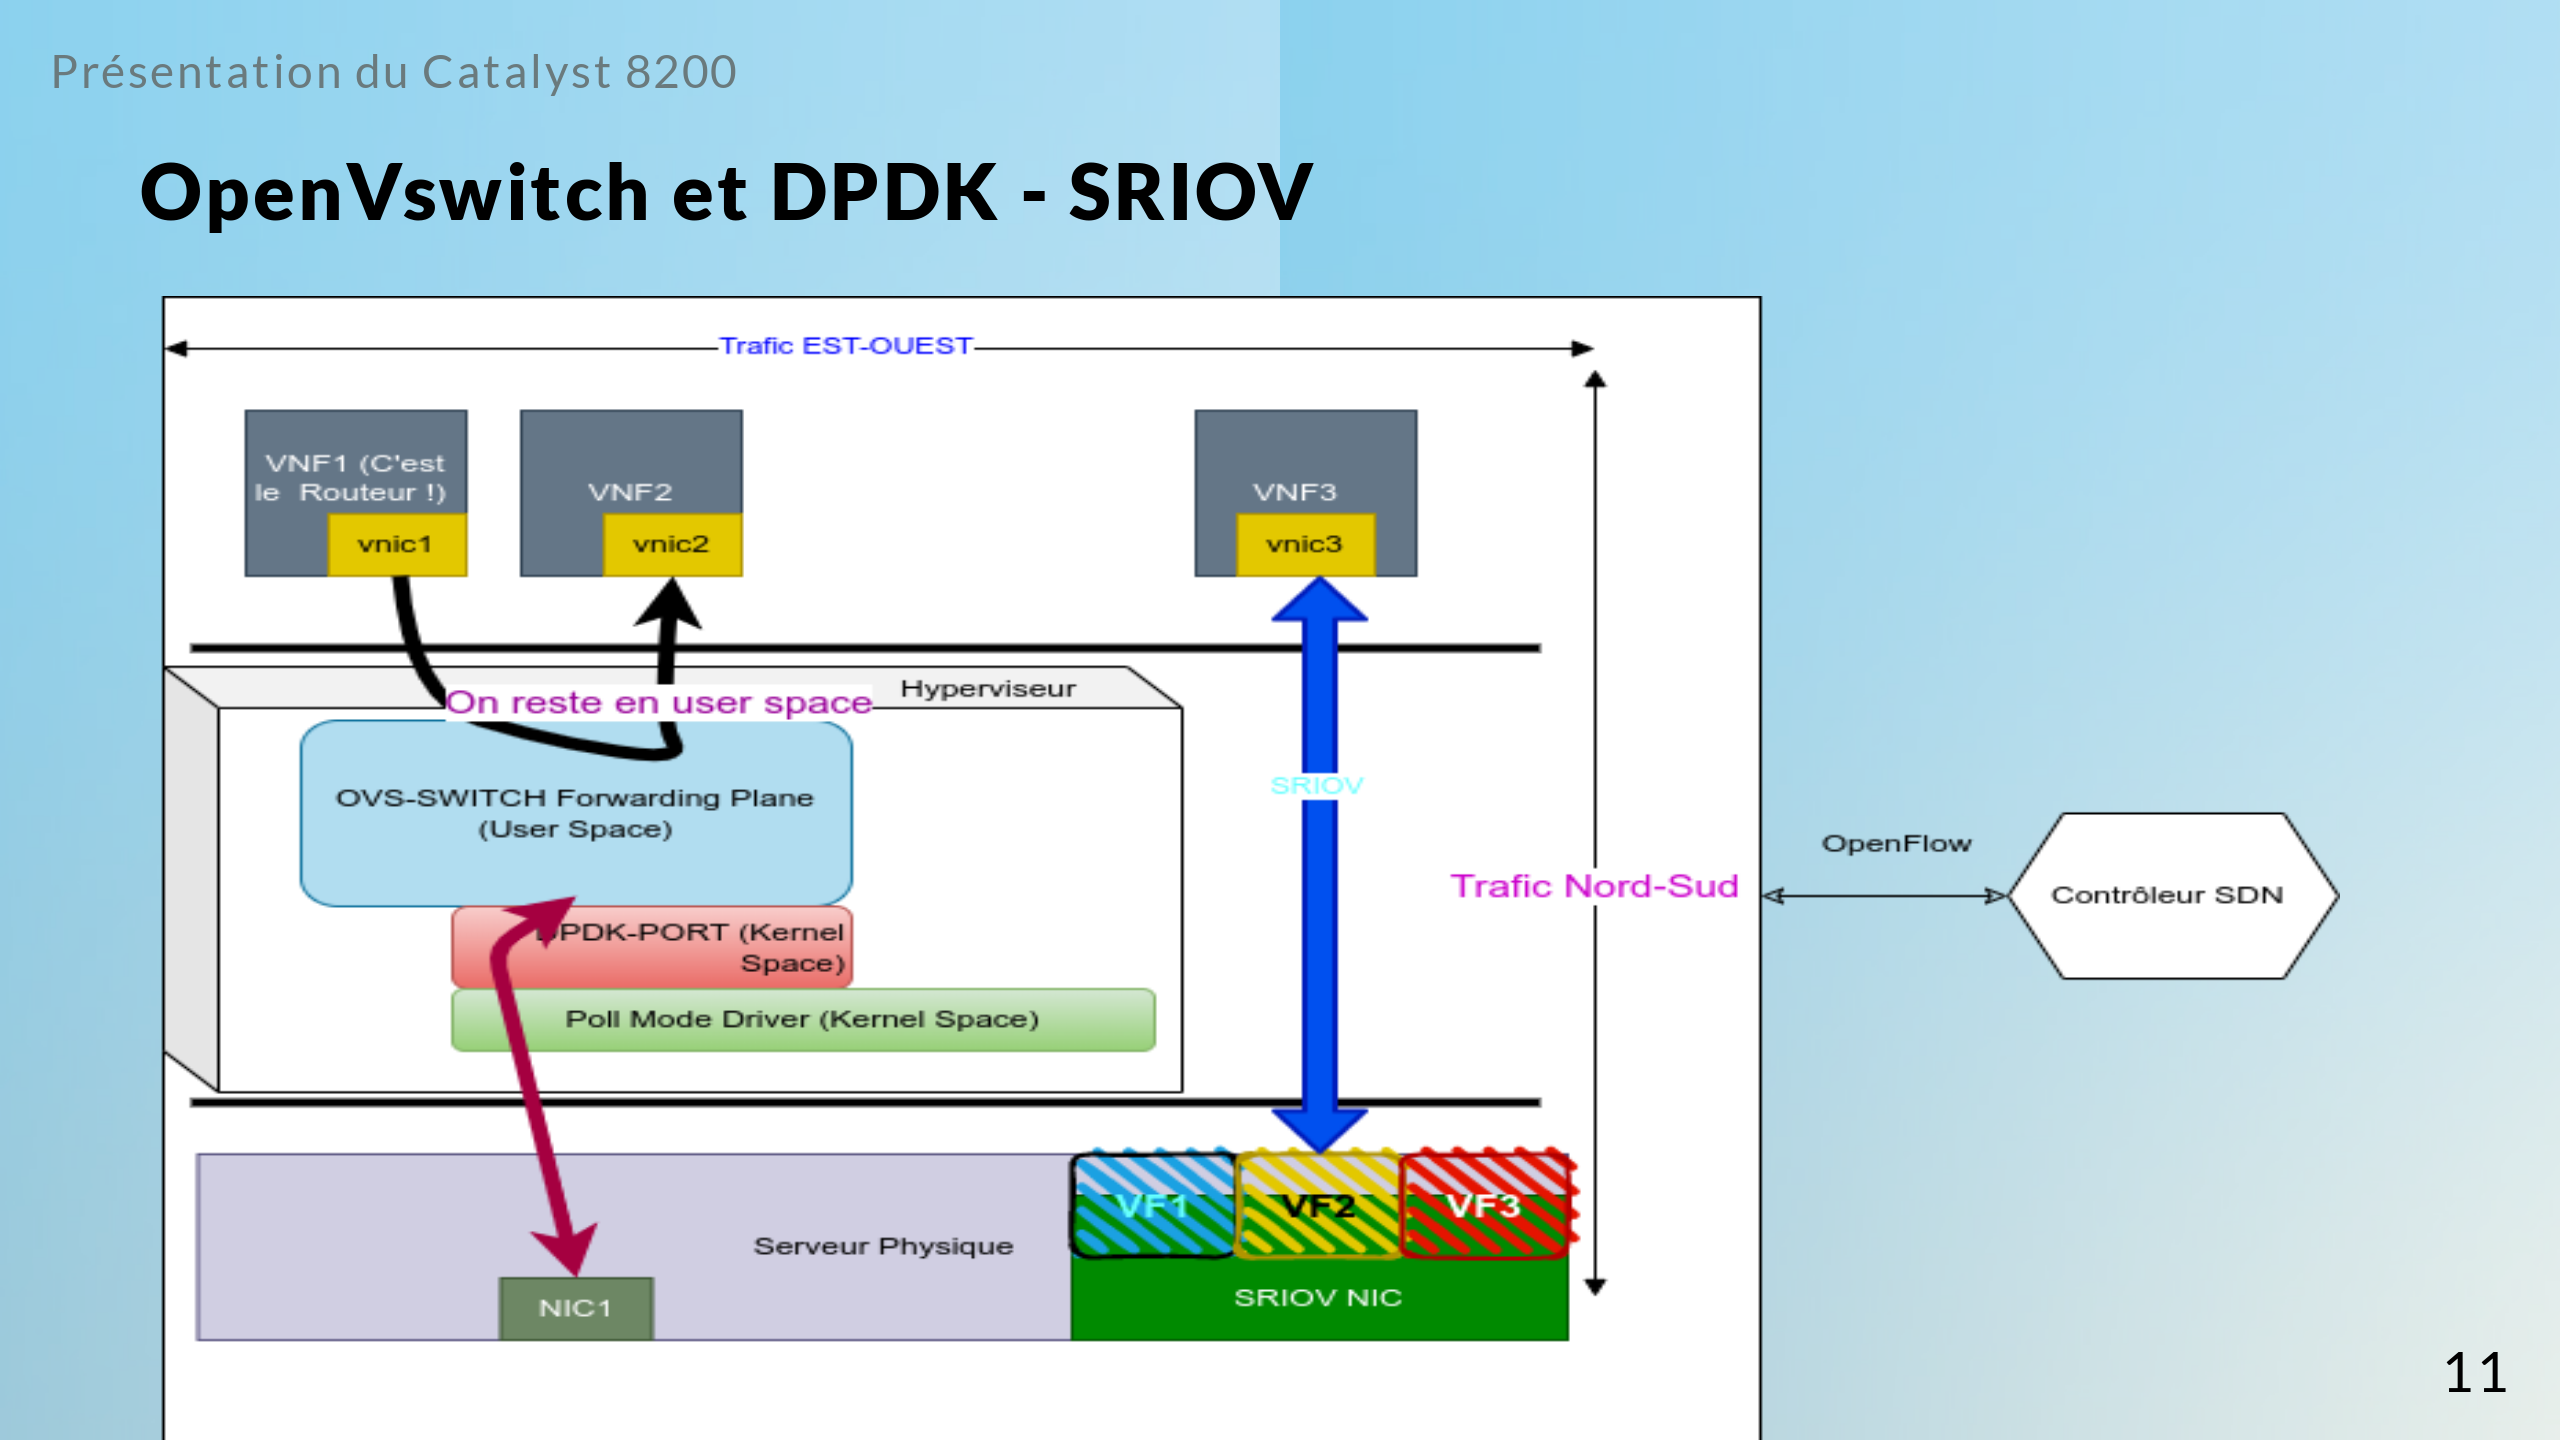 Présentation du Catalyst 8200
OpenVswitch et DPDK - SRIOV
Trafic EST-OUEST
VNF1 (C'est
le Routeur !)
vnic1
VNF2
vnic2
VNF3
vnic3
On reste en user space
Hyperviseur
OVS-SWITCH Forwarding Plane
(User Space)
SRIOV
DPDK-PORT (Kernel
Space)
Poll Mode Driver (Kernel Space)
Trafic Nord-Sud
OpenFlow
Contrôleur SDN
VF1
VF2
VF3
Serveur Physique
NIC1
SRIOV NIC
11